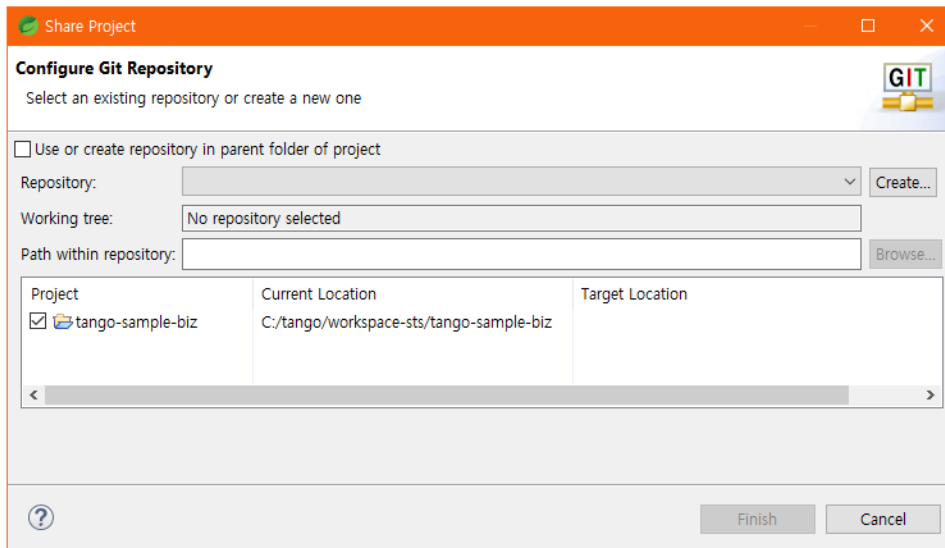 Share Project
Configure Git Repository
Select an existing repository or create a new one
GIT
Use or create repository in parent folder of project
Repository: Create...
Working tree: No repository selected
Path within repository: Browse...
Project Current Location Target Location
tango-sample-biz C:/tango/workspace-sts/tango-sample-biz
? Finish Cancel